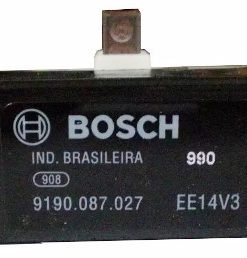 BOSCH
IND. BRASILEIRA 990
908
9190.087.027 EE14V3